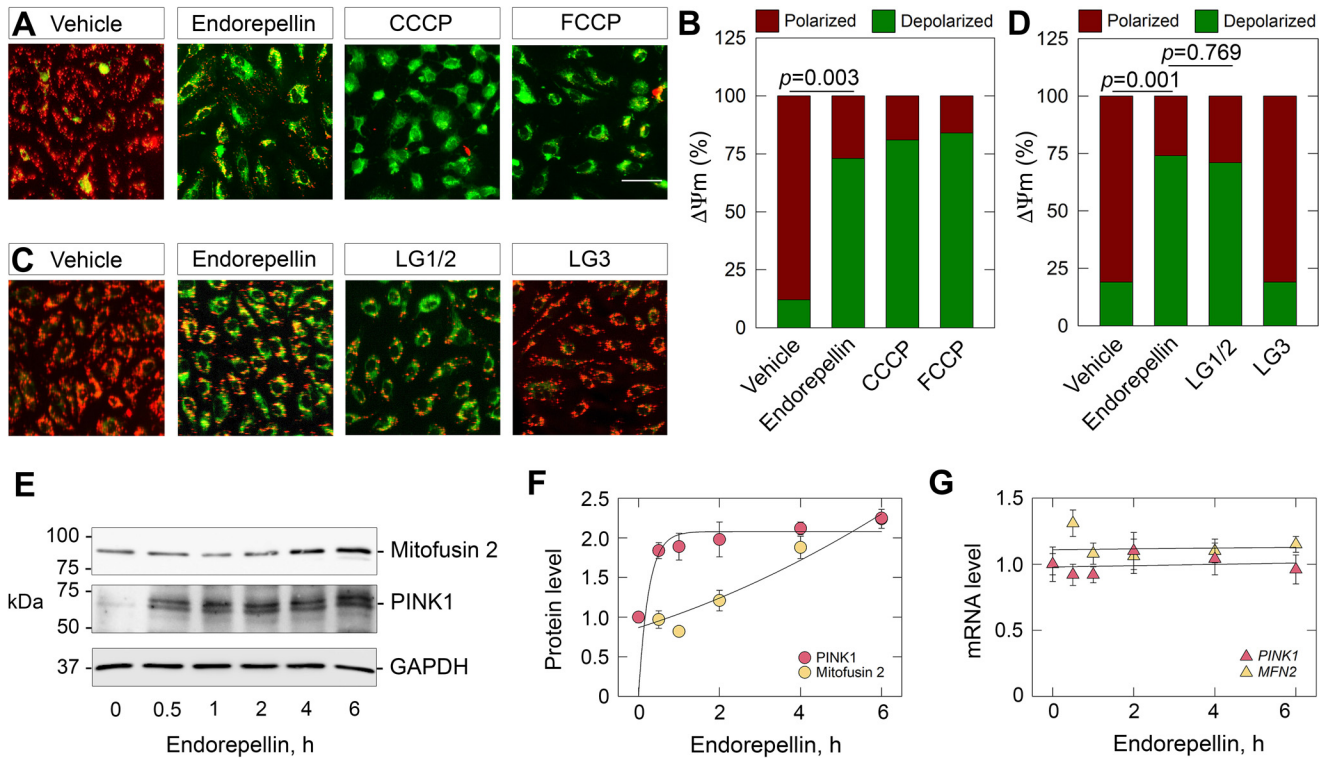 A
Vehicle
Endorepellin
CCCP
FCCP
B
Polarized
Depolarized
125
100
75
50
25
0
ΔΨm (%)
p=0.003
Vehicle
Endorepellin
CCCP
FCCP
D
Polarized
Depolarized
125
100
75
50
25
0
ΔΨm (%)
p=0.001
p=0.769
Vehicle
Endorepellin
LG1/2
LG3
C
Vehicle
Endorepellin
LG1/2
LG3
E
100
75
Mitofusin 2
kDa
75
50
PINK1
37
GAPDH
0 0.5 1 2 4 6
Endorepellin, h
F
2.5
2.0
1.5
1.0
0.5
0
Protein level
PINK1
Mitofusin 2
0 2 4 6
Endorepellin, h
G
1.5
1.0
0.5
0
mRNA level
PINK1
MFN2
0 2 4 6
Endorepellin, h